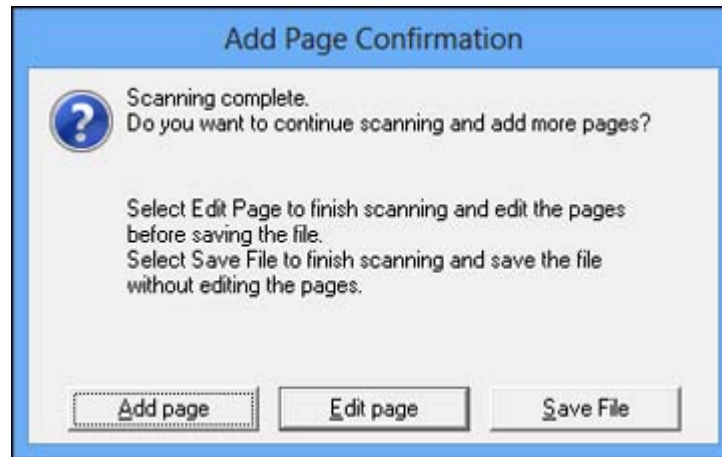 Add Page Confirmation
Scanning complete.
Do you want to continue scanning and add more pages?
Select Edit Page to finish scanning and edit the pages
before saving the file.
Select Save File to finish scanning and save the file
without editing the pages.
Add page
Edit page
Save File